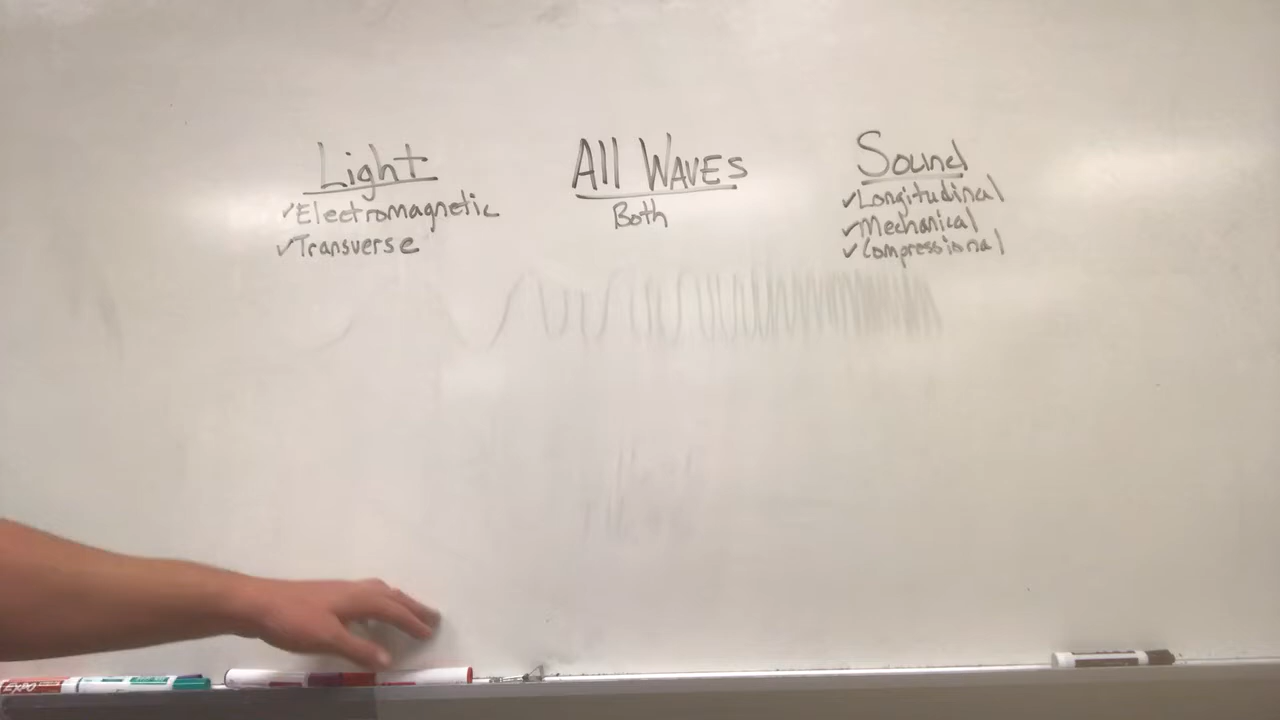 Light
✓Electromagnetic
✓Transverse
All WAVES
Both
Sound
✓Longitudinal
✓Mechanical
✓Compressional
EXPO